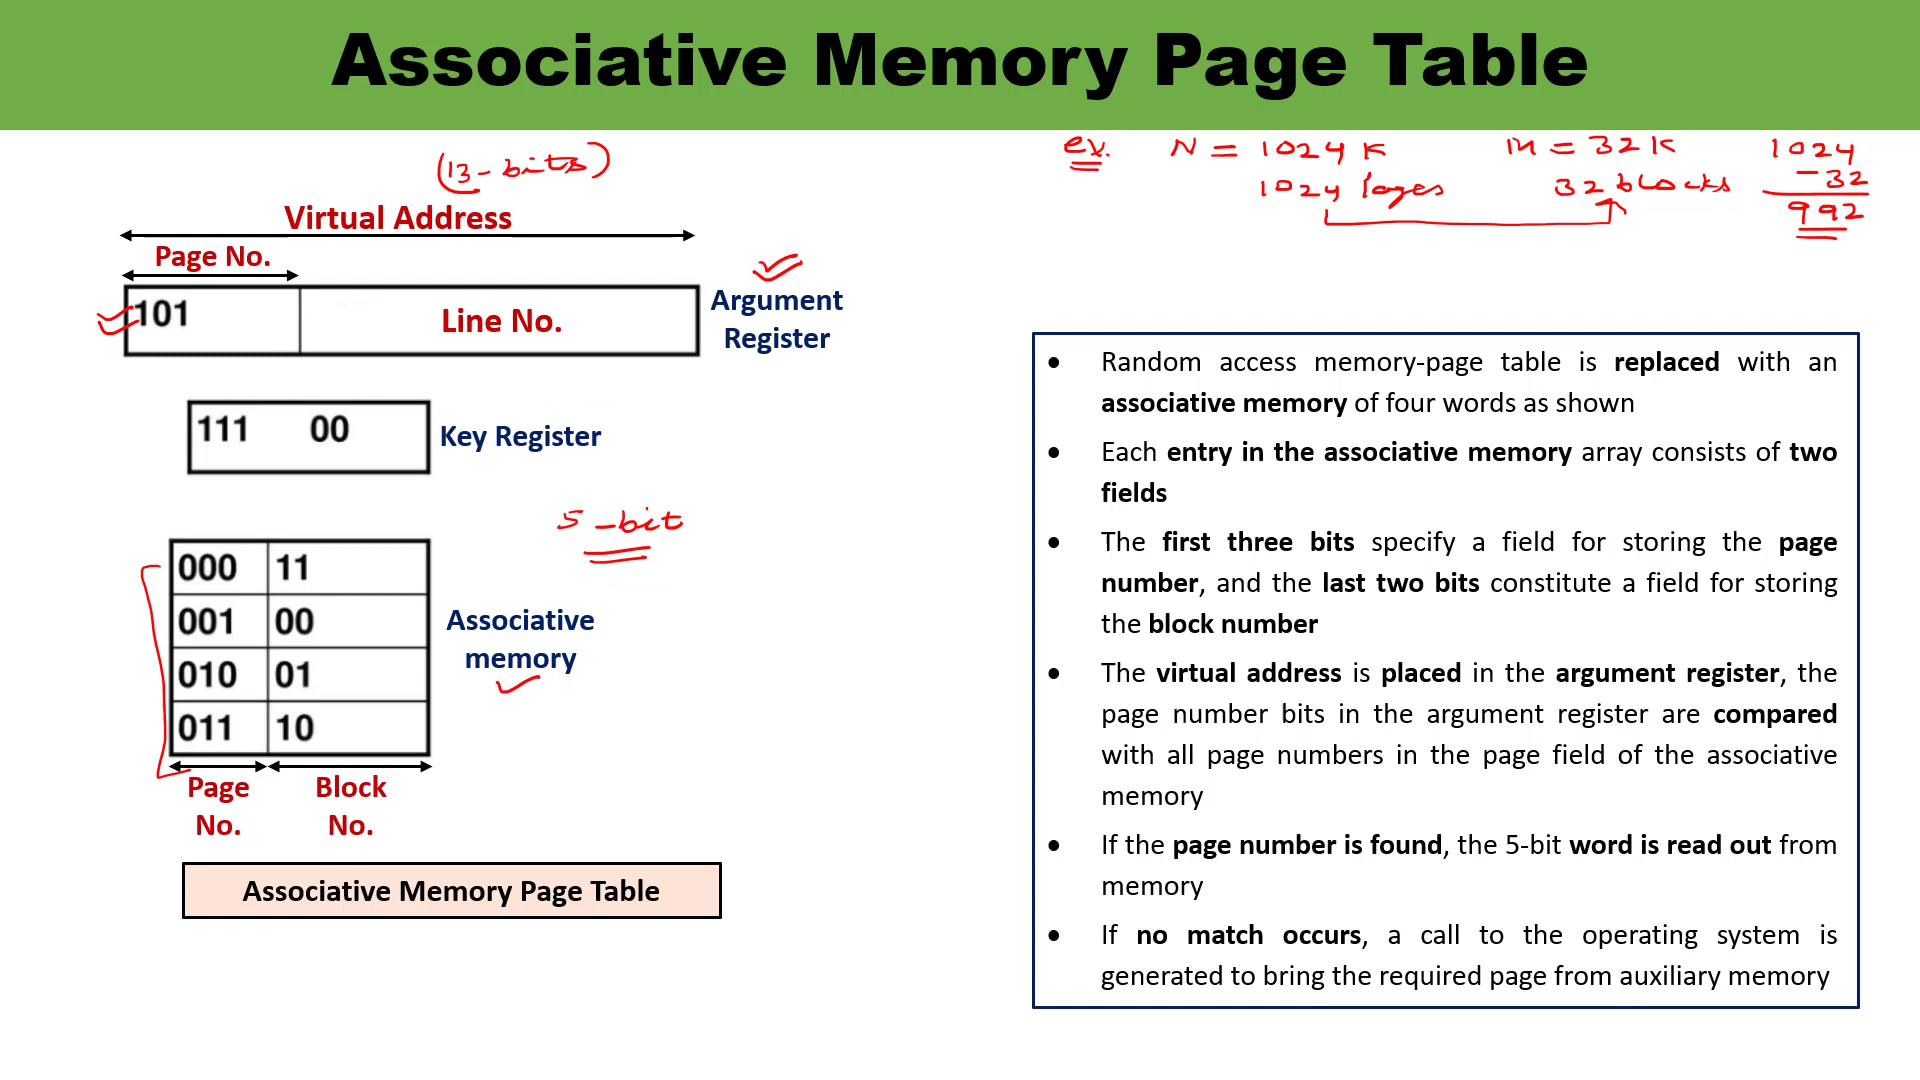 Associative Memory Page Table
(13-bits)
ex. N = 1024 K M = 32 K 1024
1024 pages 32 blocks -32
992
Virtual Address
Page No.
101 Line No.
Argument
Register
111 00
Key Register
5-bit
000 11
001 00
010 01
011 10
Associative
memory
Page
No.
Block
No.
Associative Memory Page Table
• Random access memory-page table is replaced with an
associative memory of four words as shown
• Each entry in the associative memory array consists of two
fields
• The first three bits specify a field for storing the page
number, and the last two bits constitute a field for storing
the block number
• The virtual address is placed in the argument register, the
page number bits in the argument register are compared
with all page numbers in the page field of the associative
memory
• If the page number is found, the 5-bit word is read out from
memory
• If no match occurs, a call to the operating system is
generated to bring the required page from auxiliary memory